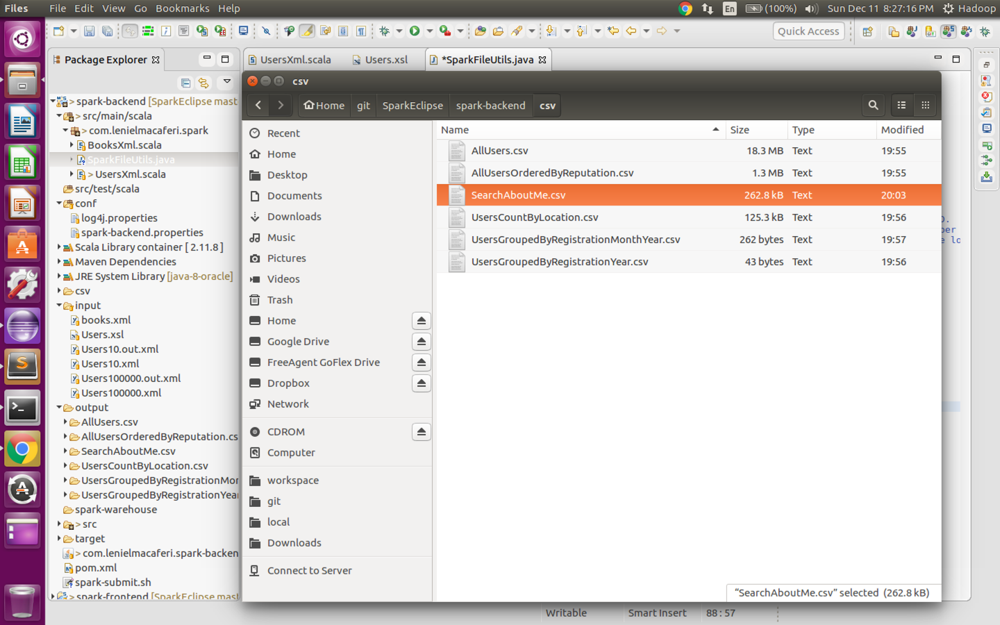 Files File Edit View Go Bookmarks Help En (100%) Sun Dec 11 8:27:16 PM Hadoop
Quick Access
Package Explorer
UsersXml.scala Users.xsl *SparkFileUtils.java
> spark-backend [SparkEclipse mast
> src/main/scala
> com.lenielmacaferi.spark
BooksXml.scala
SparkFileUtils.java
> UsersXml.scala
src/test/scala
conf
log4j.properties
spark-backend.properties
Scala Library container [ 2.11.8 ]
Maven Dependencies
JRE System Library [java-8-oracle]
csv
input
books.xml
Users.xsl
Users10.out.xml
Users10.xml
Users100000.out.xml
Users100000.xml
output
AllUsers.csv
AllUsersOrderedByReputation.cs
SearchAboutMe.csv
UsersCountByLocation.csv
UsersGroupedByRegistrationMon
UsersGroupedByRegistrationYear
spark-warehouse
> src
target
> com.lenielmacaferi.spark-backen
pom.xml
spark-submit.sh
> spark-frontend [SparkEclipse mast
csv
Home git SparkEclipse spark-backend csv
Recent
Home
Desktop
Documents
Downloads
Music
Pictures
Videos
Trash
Home
Google Drive
FreeAgent GoFlex Drive
Dropbox
Network
CDROM
Computer
workspace
git
local
Downloads
Connect to Server
Name Size Type Modified
AllUsers.csv 18.3 MB Text 19:55
AllUsersOrderedByReputation.csv 1.3 MB Text 19:55
SearchAboutMe.csv 262.8 kB Text 20:03
UsersCountByLocation.csv 125.3 kB Text 19:56
UsersGroupedByRegistrationMonthYear.csv 262 bytes Text 19:57
UsersGroupedByRegistrationYear.csv 43 bytes Text 19:56
“SearchAboutMe.csv” selected (262.8 kB)
Writable Smart Insert 88 : 57